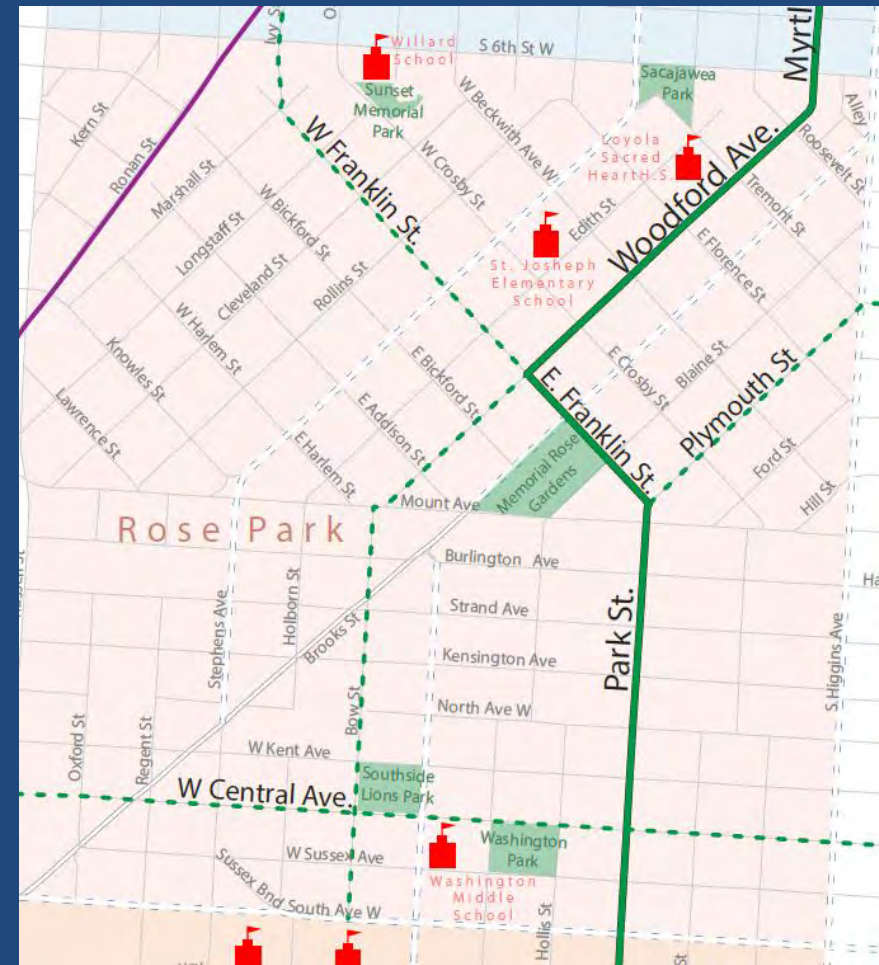 Ivy S
O
Willard
School
S 6th St W
Myrtl
Sacajawea
Park
Sunset
Memorial
Park
W Beckwith Ave W
Alley
Kern St
Ronan St
W Franklin St.
W Crosby St
Loyola
Sacred
HeartH.S.
Woodford Ave.
Roosevelt St
Marshall St
Tremont St
W Bickford St
Longstaff St
Edith St
E Florence St
St. Josheph
Elementary
School
Cleveland St
Rollins St
W Harlem St
Knowles St
Lawrence St
E Bickford St
E. Franklin St.
E Crosby St
Blaine St
Plymouth St
E Addison St
E Harlem St
Memorial Rose
Gardens
Ford St
Hill St
Mount Ave
Rose Park
Burlington Ave
Ha
Strand Ave
Stephens Ave
Holborn St
Brooks St
Kensington Ave
Park St.
S Higgins Ave
North Ave W
Bow St
Oxford St
Regent St
W Kent Ave
Southside
Lions Park
W Central Ave.
W Sussex Ave
Washington
Park
Washington
Middle
School
Sussex Bnd
South Ave W
Hollis St
St